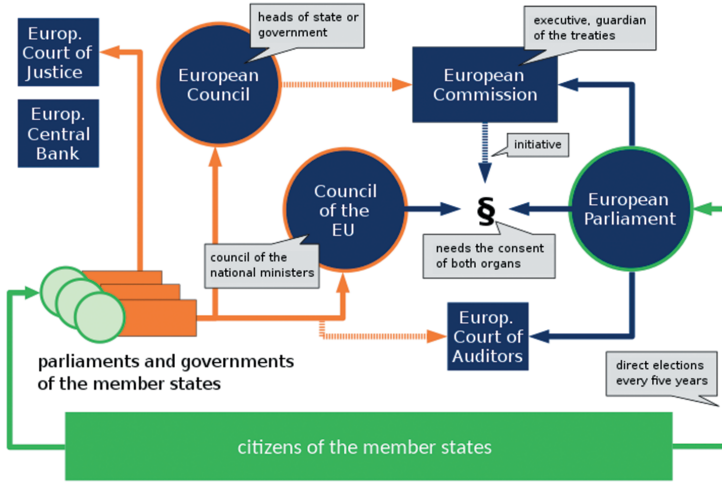 Europ.
Court of
Justice
Europ.
Central
Bank
European
Council
heads of state or
government
European
Commission
executive, guardian
of the treaties
initiative
Council
of the
EU
council of the
national ministers
§
needs the consent
of both organs
European
Parliament
Europ.
Court of
Auditors
parliaments and governments
of the member states
direct elections
every five years
citizens of the member states